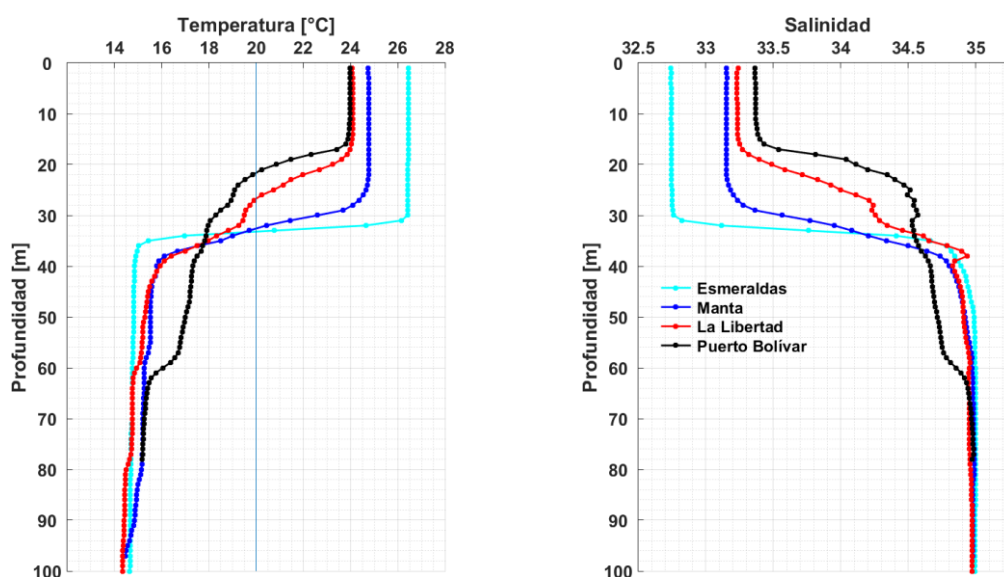 Temperatura [°C]
14 16 18 20 22 24 26 28
0
10
20
30
40
50
60
70
80
90
100
Profundidad [m]
Salinidad
32.5 33 33.5 34 34.5 35
0
10
20
30
40
50
60
70
80
90
100
Profundidad [m]
Esmeraldas
Manta
La Libertad
Puerto Bolívar